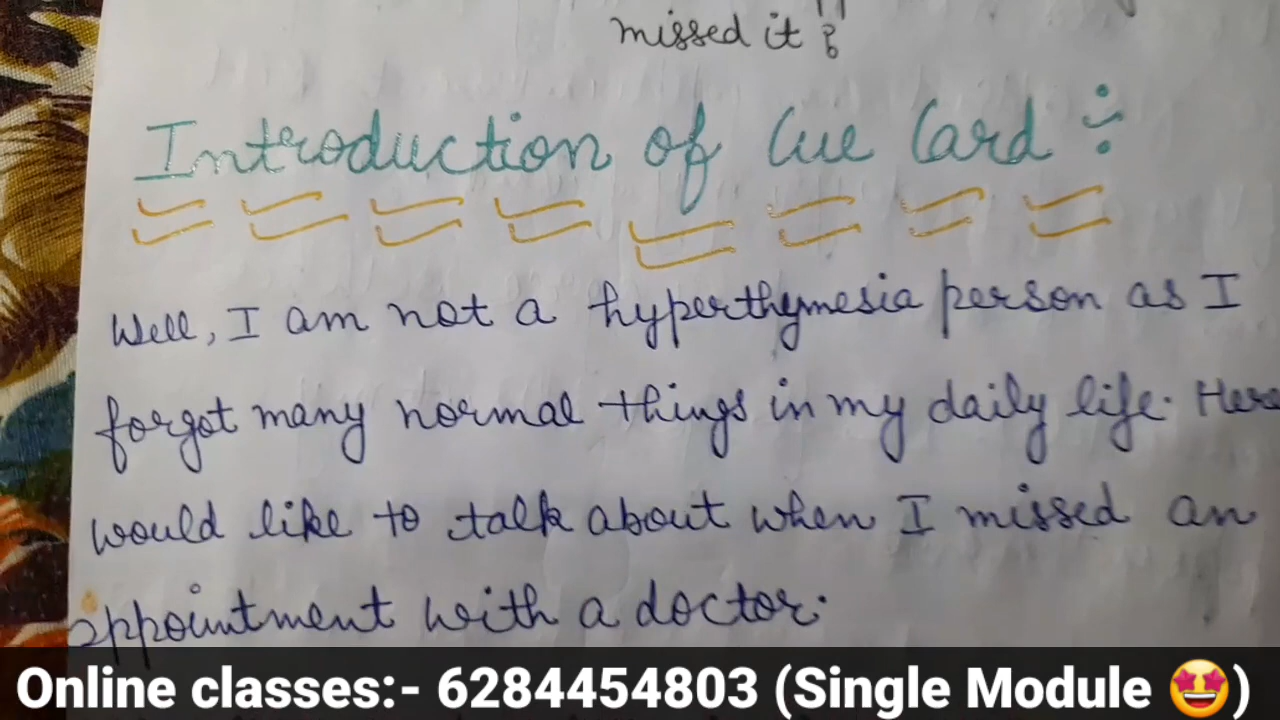 missed it ?
Introduction of Cue Card :-
Well, I am not a hyperthymesia person as I
forgot many normal things in my daily life. Here
would like to talk about when I missed an
appointment with a doctor.
Online classes:- 6284454803 (Single Module 🤩)